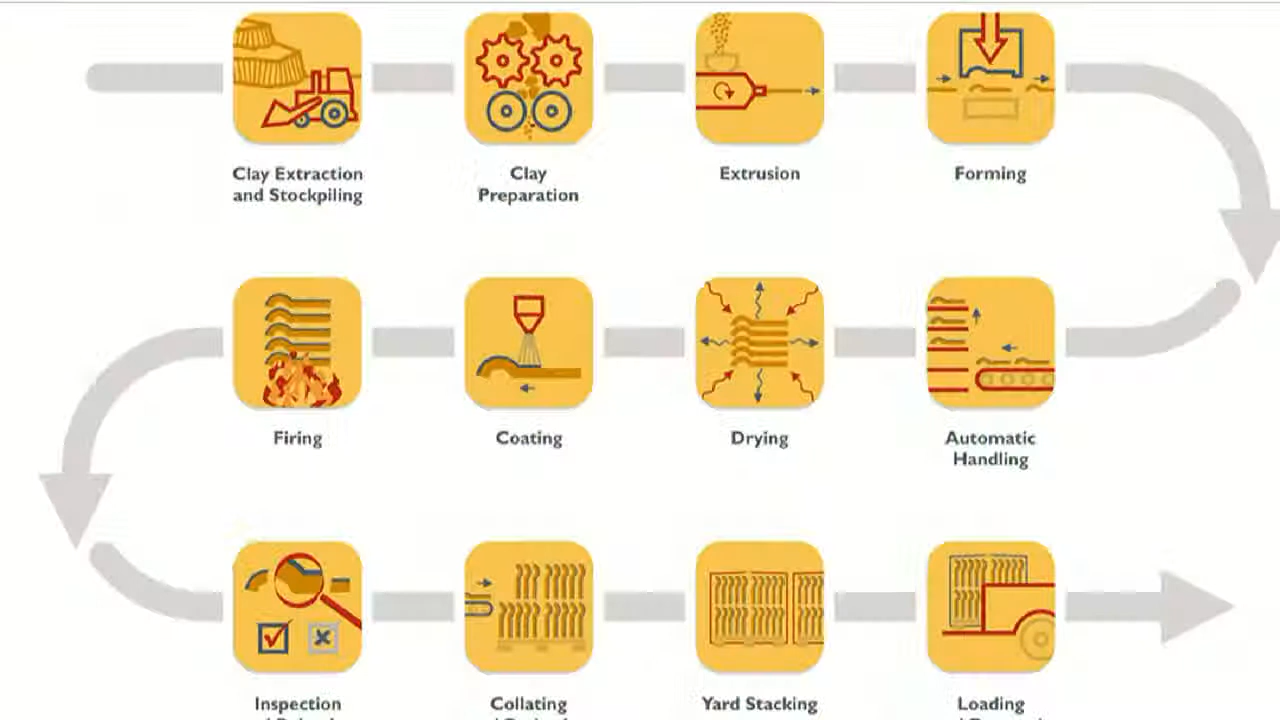 Clay Extraction
and Stockpiling
Clay
Preparation
Extrusion
Forming
Firing
Coating
Drying
Automatic
Handling
Inspection
Collating
Yard Stacking
Loading